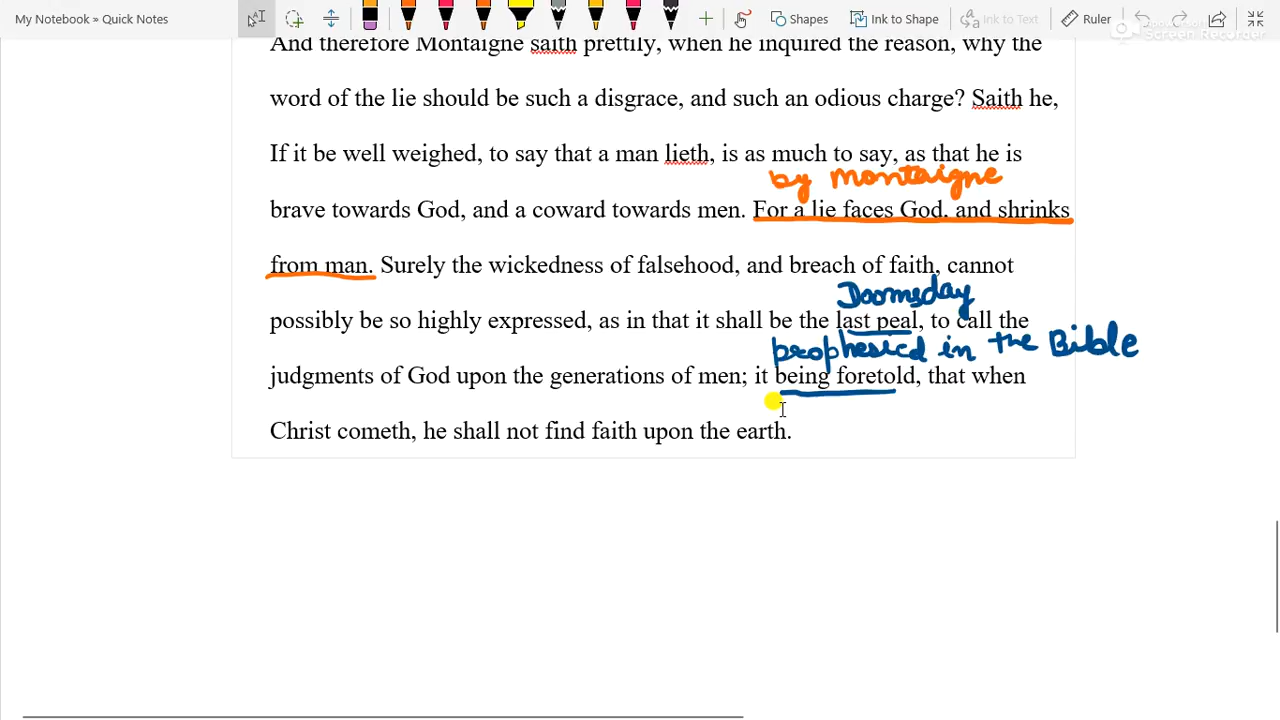 My Notebook » Quick Notes
Shapes
Ink to Shape
Ink to Text
Ruler
Screen Recorder
And therefore Montaigne saith prettily, when he inquired the reason, why the
word of the lie should be such a disgrace, and such an odious charge? Saith he,
If it be well weighed, to say that a man lieth, is as much to say, as that he is
by montaigne
brave towards God, and a coward towards men. For a lie faces God, and shrinks
from man. Surely the wickedness of falsehood, and breach of faith, cannot
Doomsday
possibly be so highly expressed, as in that it shall be the last peal, to call the
prophesied in the Bible
judgments of God upon the generations of men; it being foretold, that when
Christ cometh, he shall not find faith upon the earth.